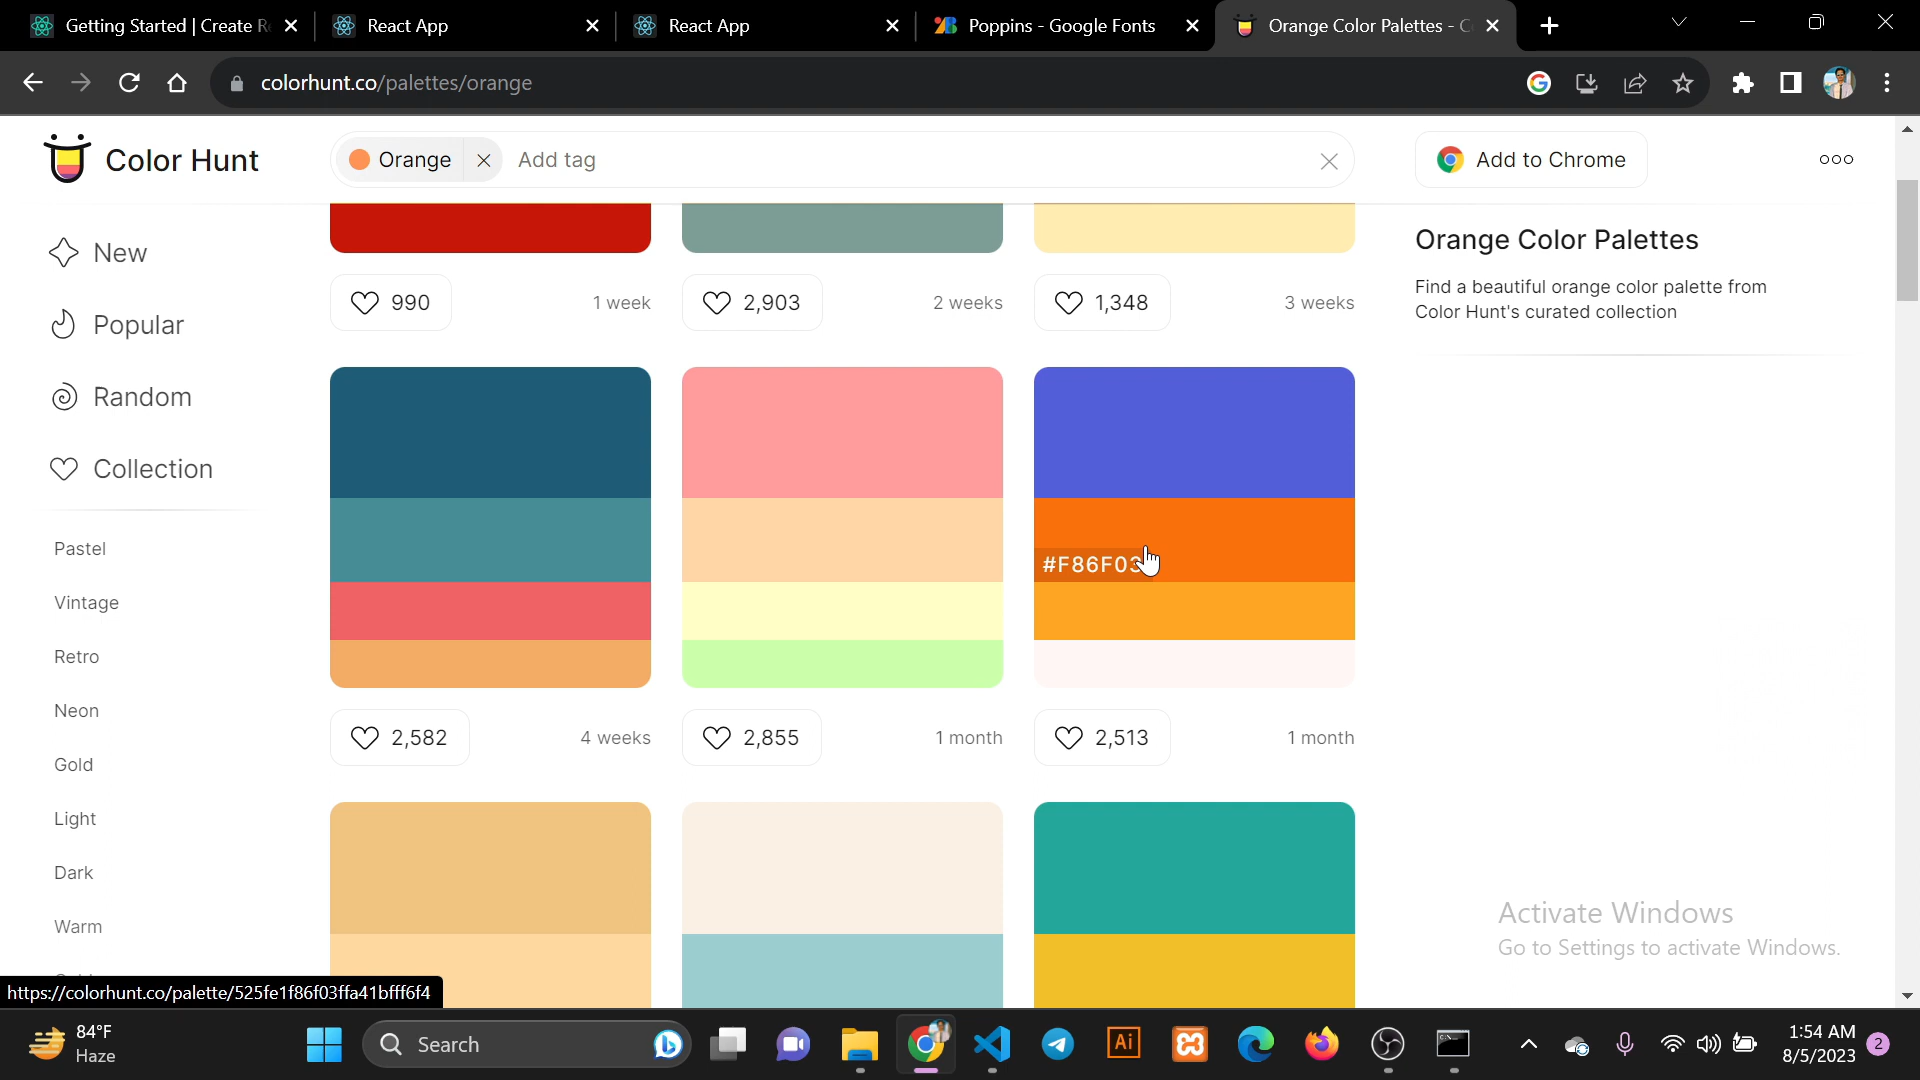 Getting Started | Create R
React App
React App
Poppins - Google Fonts
Orange Color Palettes - C
colorhunt.co/palettes/orange
Color Hunt
Orange
Add tag
Add to Chrome
New
Popular
Random
Collection
Pastel
Vintage
Retro
Neon
Gold
Light
Dark
Warm
990
1 week
2,903
2 weeks
1,348
3 weeks
#F86F03
2,582
4 weeks
2,855
1 month
2,513
1 month
Orange Color Palettes
Find a beautiful orange color palette from
Color Hunt's curated collection
Activate Windows
Go to Settings to activate Windows.
https://colorhunt.co/palette/525fe1f86f03ffa41bfff6f4
84°F
Haze
Search
Ai
1:54 AM
8/5/2023
2